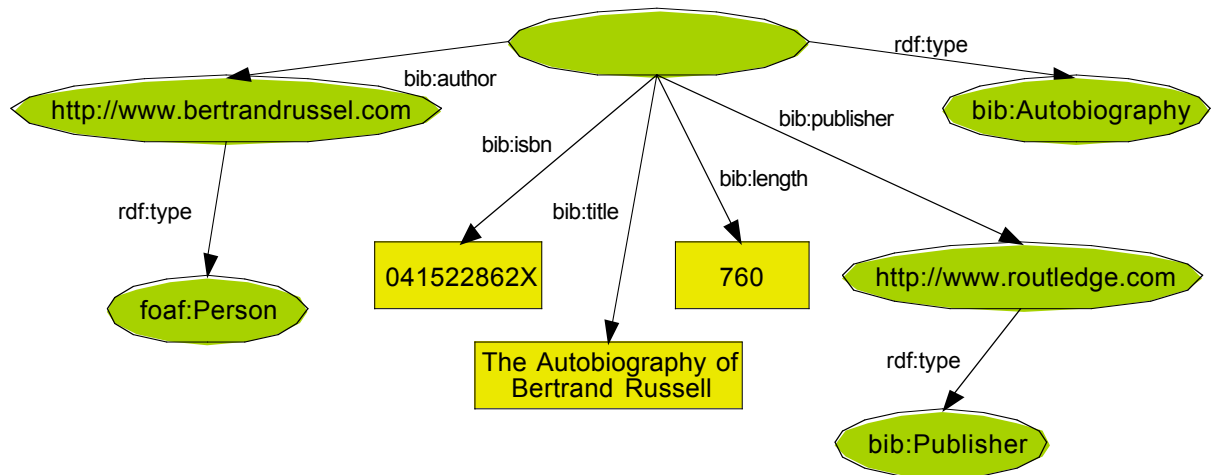 rdf:type
bib:author
http://www.bertrandrussel.com
bib:Autobiography
bib:publisher
bib:isbn
bib:length
rdf:type
bib:title
041522862X
760
http://www.routledge.com
foaf:Person
The Autobiography of
Bertrand Russell
rdf:type
bib:Publisher